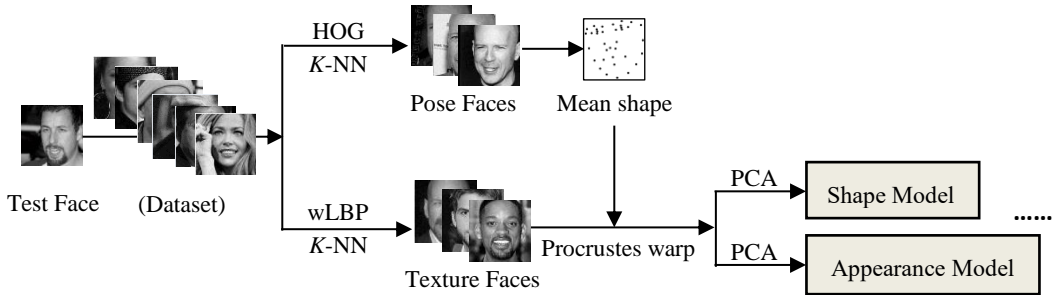 HOG
K-NN
Pose Faces
Mean shape
Test Face
(Dataset)
wLBP
K-NN
Texture Faces
Procrustes warp
PCA
Shape Model
PCA
Appearance Model
......